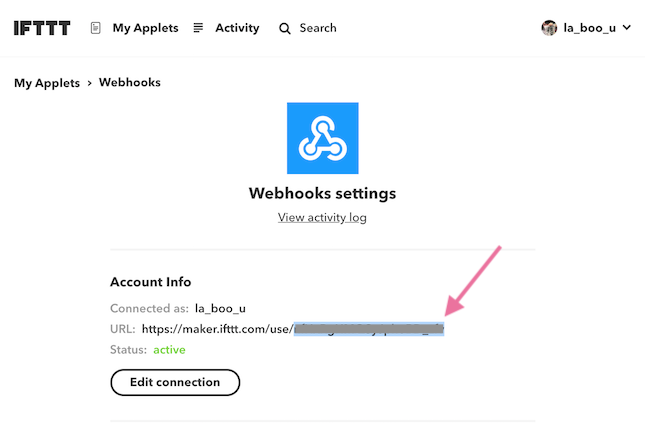 IFTTT My Applets Activity Search la_boo_u
My Applets › Webhooks
Webhooks settings
View activity log
Account Info
Connected as: la_boo_u
URL: https://maker.ifttt.com/use/
Status: active
Edit connection